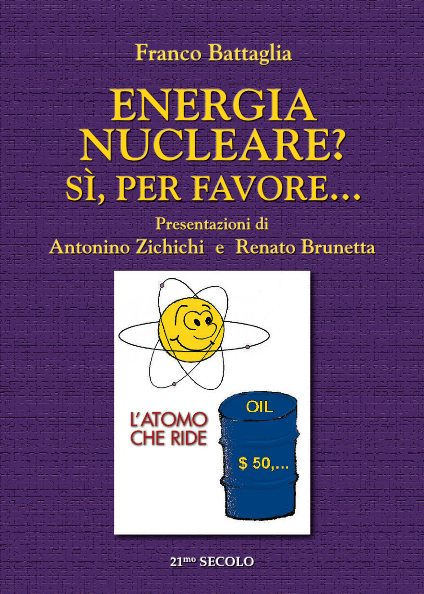 Franco Battaglia
ENERGIA
NUCLEARE?
SÌ, PER FAVORE...
Presentazioni di
Antonino Zichichi e Renato Brunetta
L'ATOMO
CHE RIDE
OIL
$ 50,...
21mo SECOLO